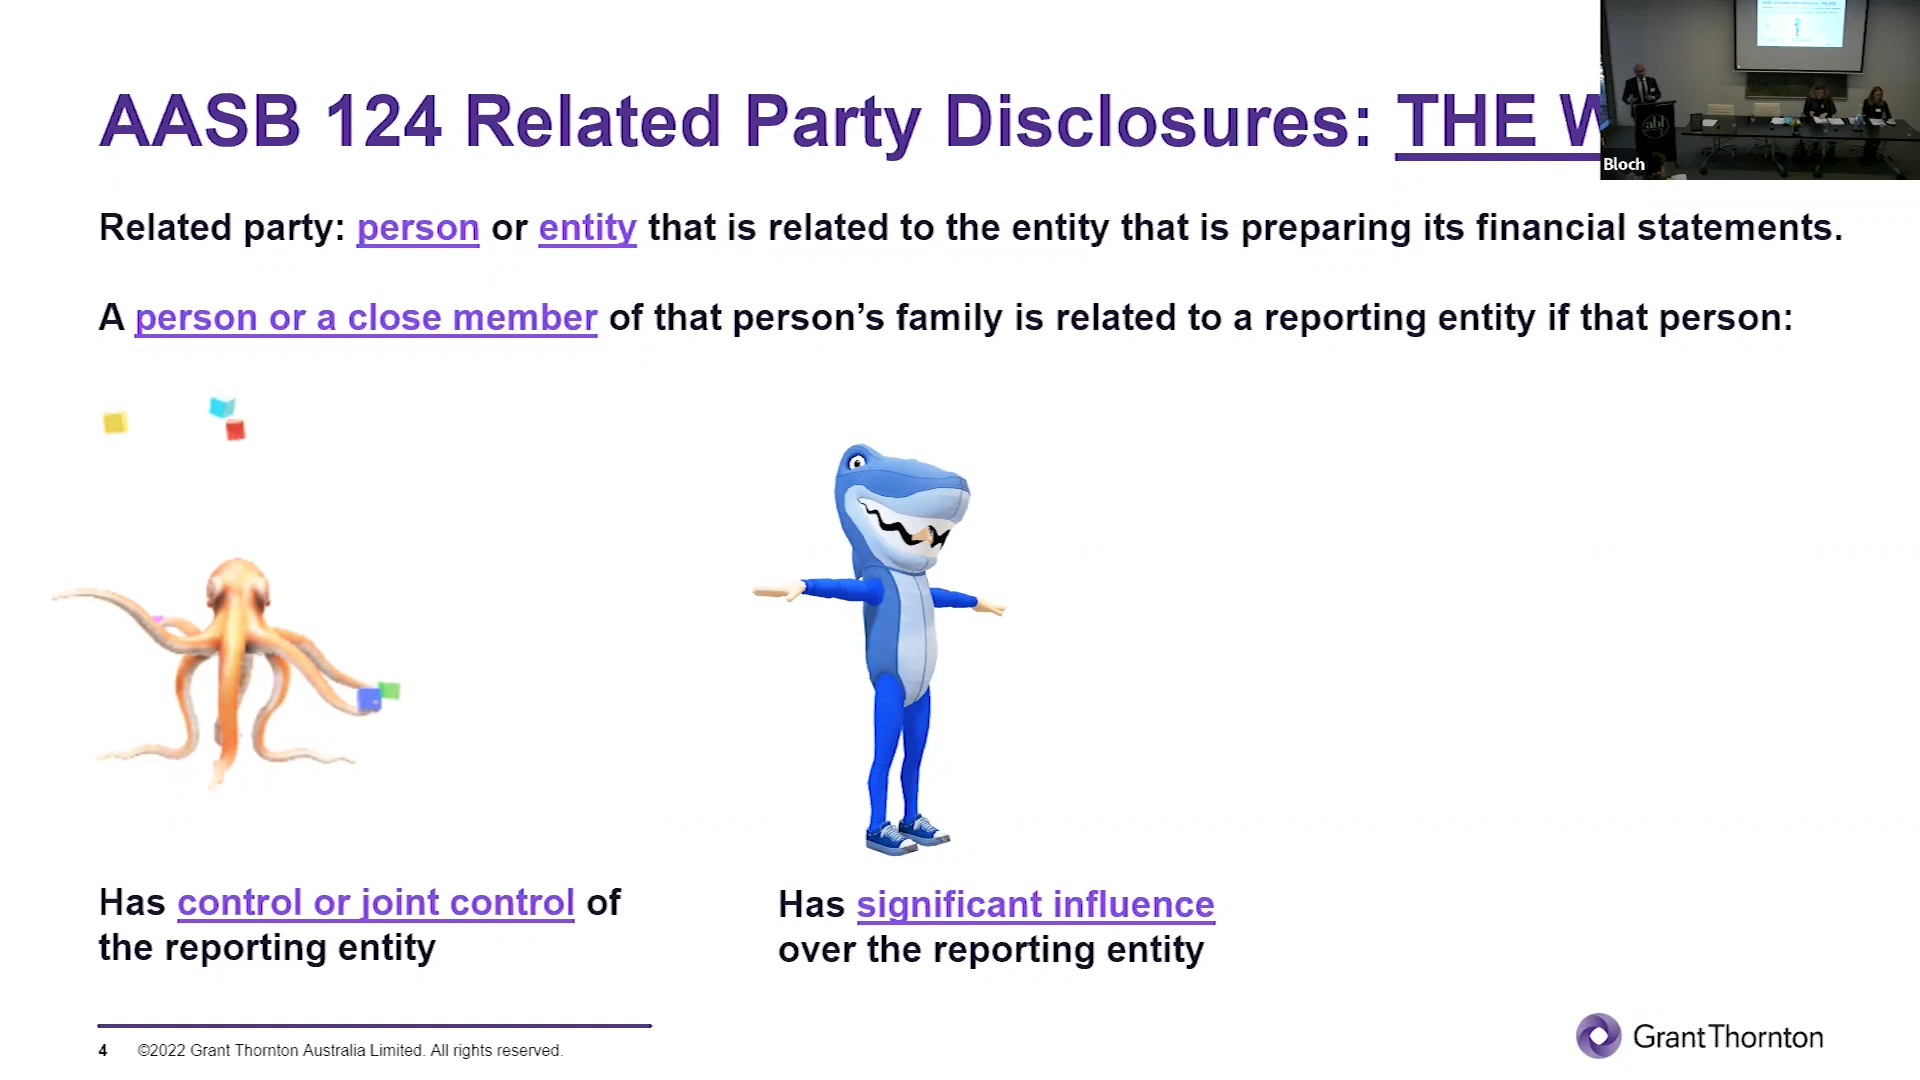 AASB 124 Related Party Disclosures: THE
Bloch
Related party: person or entity that is related to the entity that is preparing its financial statements.
A person or a close member of that person’s family is related to a reporting entity if that person:
Has control or joint control of
the reporting entity
Has significant influence
over the reporting entity
4 ©2022 Grant Thornton Australia Limited. All rights reserved.
Grant Thornton